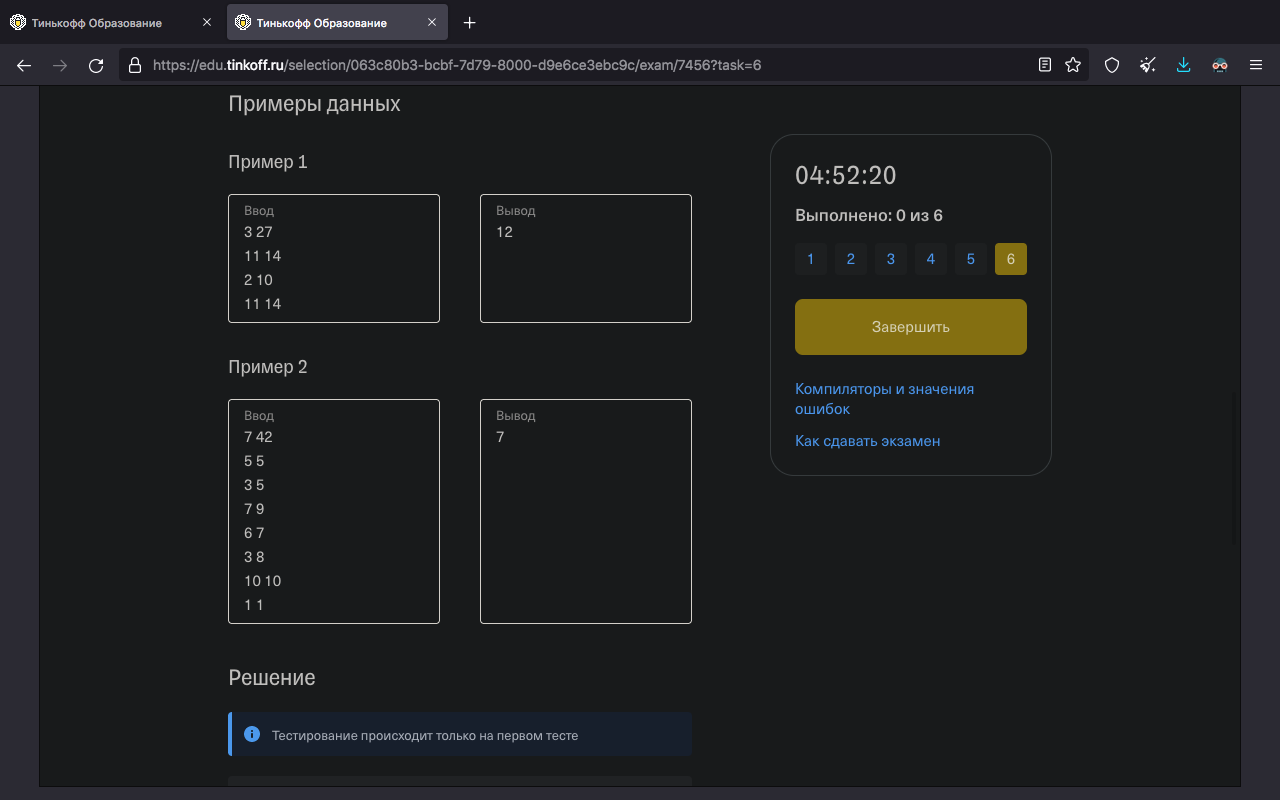 Тинькофф Образование
Тинькофф Образование
https://edu.tinkoff.ru/selection/063c80b3-bcbf-7d79-8000-d9e6ce3ebc9c/exam/7456?task=6
Примеры данных
Пример 1
Ввод
3 27
11 14
2 10
11 14
Вывод
12
Пример 2
Ввод
7 42
5 5
3 5
7 9
6 7
3 8
10 10
1 1
Вывод
7
Решение
Тестирование происходит только на первом тесте
04:52:20
Выполнено: 0 из 6
1 2 3 4 5 6
Завершить
Компиляторы и значения
ошибок
Как сдавать экзамен